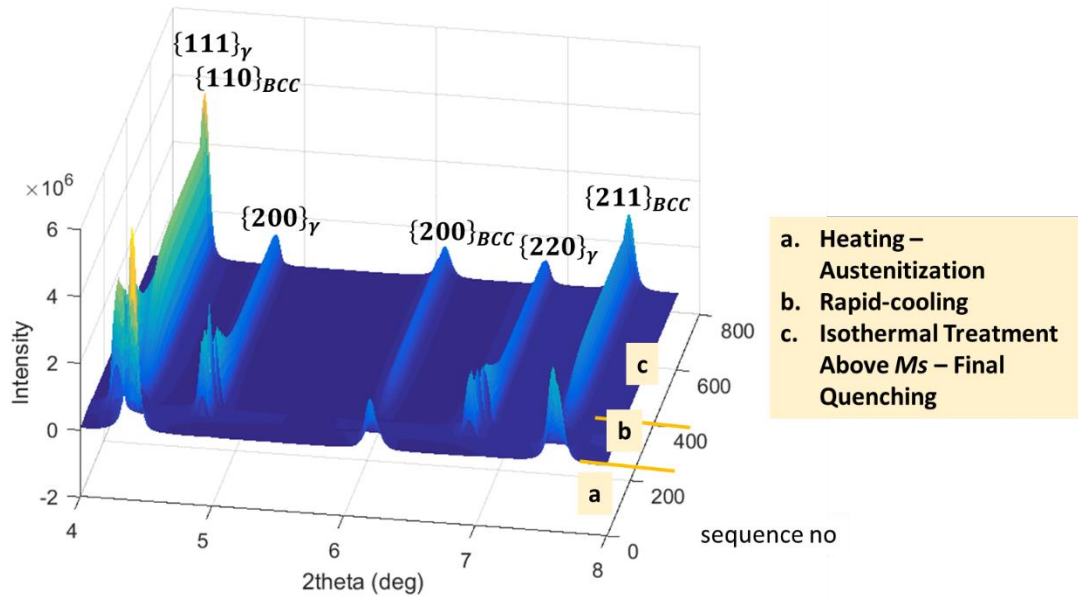 {111}γ
{110}BCC
{200}γ
{200}BCC
{220}γ
{211}BCC
×10⁶
6
4
2
0
-2
Intensity
4
5
6
7
8
2theta (deg)
0
200
400
600
800
sequence no
a
b
c
a. Heating –
Austenitization
b. Rapid-cooling
c. Isothermal Treatment
Above Ms – Final
Quenching